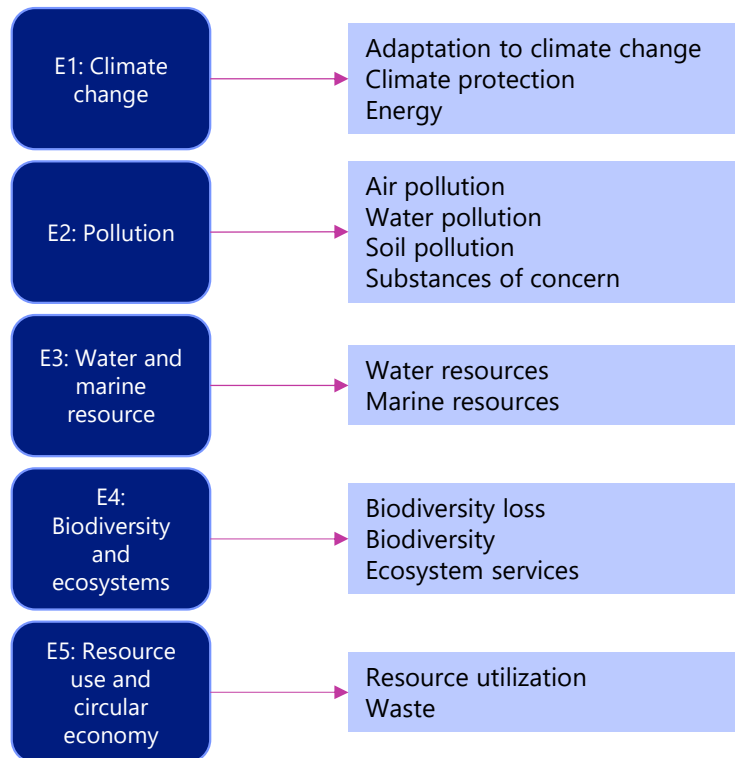 E1: Climate
change
Adaptation to climate change
Climate protection
Energy
E2: Pollution
Air pollution
Water pollution
Soil pollution
Substances of concern
E3: Water and
marine
resource
Water resources
Marine resources
E4:
Biodiversity
and
ecosystems
Biodiversity loss
Biodiversity
Ecosystem services
E5: Resource
use and
circular
economy
Resource utilization
Waste